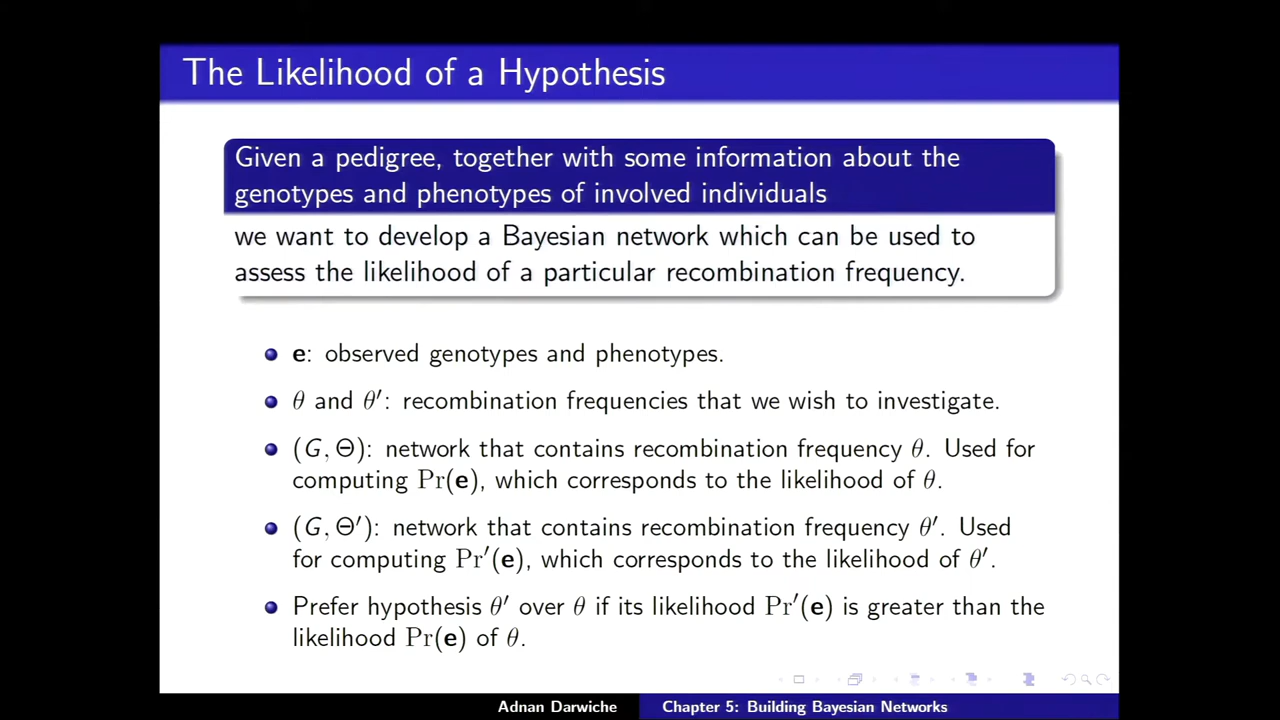 The Likelihood of a Hypothesis
Given a pedigree, together with some information about the
genotypes and phenotypes of involved individuals
we want to develop a Bayesian network which can be used to
assess the likelihood of a particular recombination frequency.
e: observed genotypes and phenotypes.
θ and θ′: recombination frequencies that we wish to investigate.
(G, Θ): network that contains recombination frequency θ. Used for
computing Pr(e), which corresponds to the likelihood of θ.
(G, Θ′): network that contains recombination frequency θ′. Used
for computing Pr′(e), which corresponds to the likelihood of θ′.
Prefer hypothesis θ′ over θ if its likelihood Pr′(e) is greater than the
likelihood Pr(e) of θ.
Adnan Darwiche Chapter 5: Building Bayesian Networks